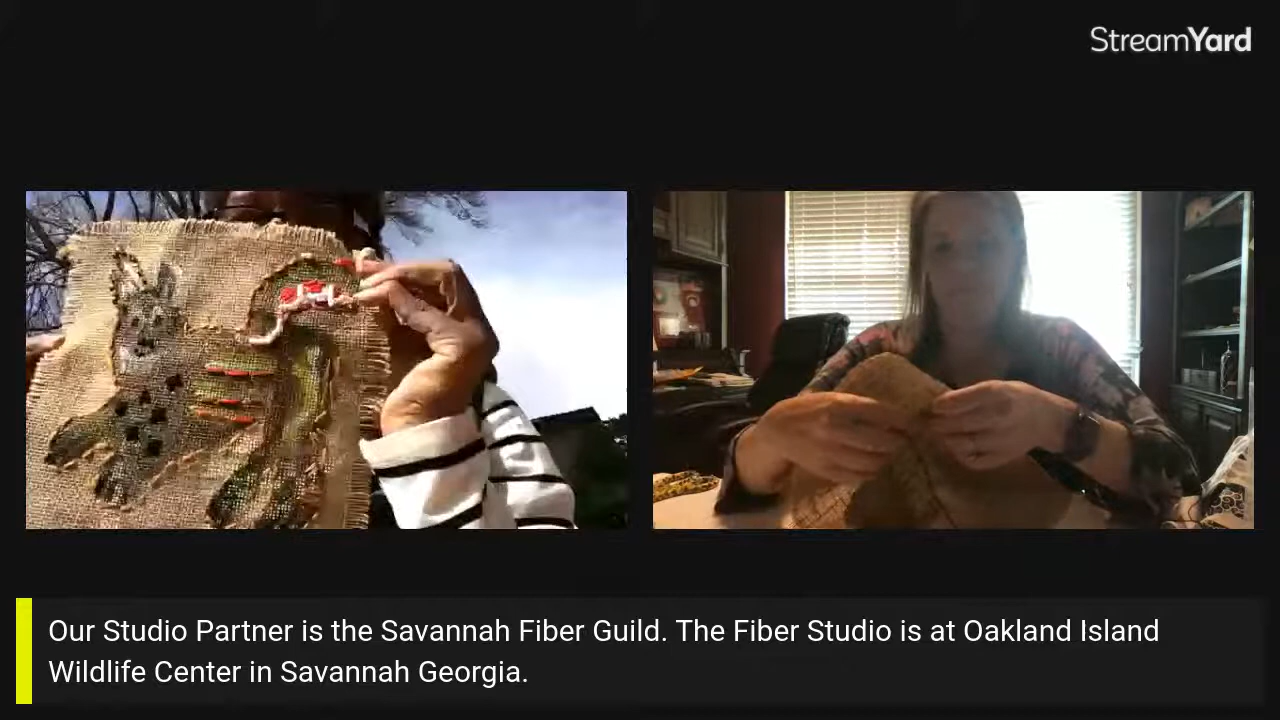 StreamYard
Our Studio Partner is the Savannah Fiber Guild. The Fiber Studio is at Oakland Island
Wildlife Center in Savannah Georgia.